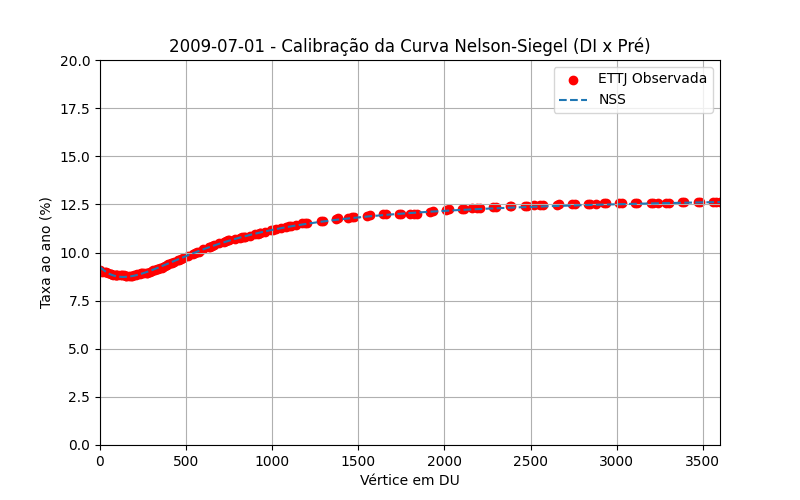 2009-07-01 - Calibração da Curva Nelson-Siegel (DI x Pré)
20.0
17.5
15.0
12.5
10.0
7.5
5.0
2.5
0.0
Taxa ao ano (%)
ETTJ Observada
NSS
0 500 1000 1500 2000 2500 3000 3500
Vértice em DU